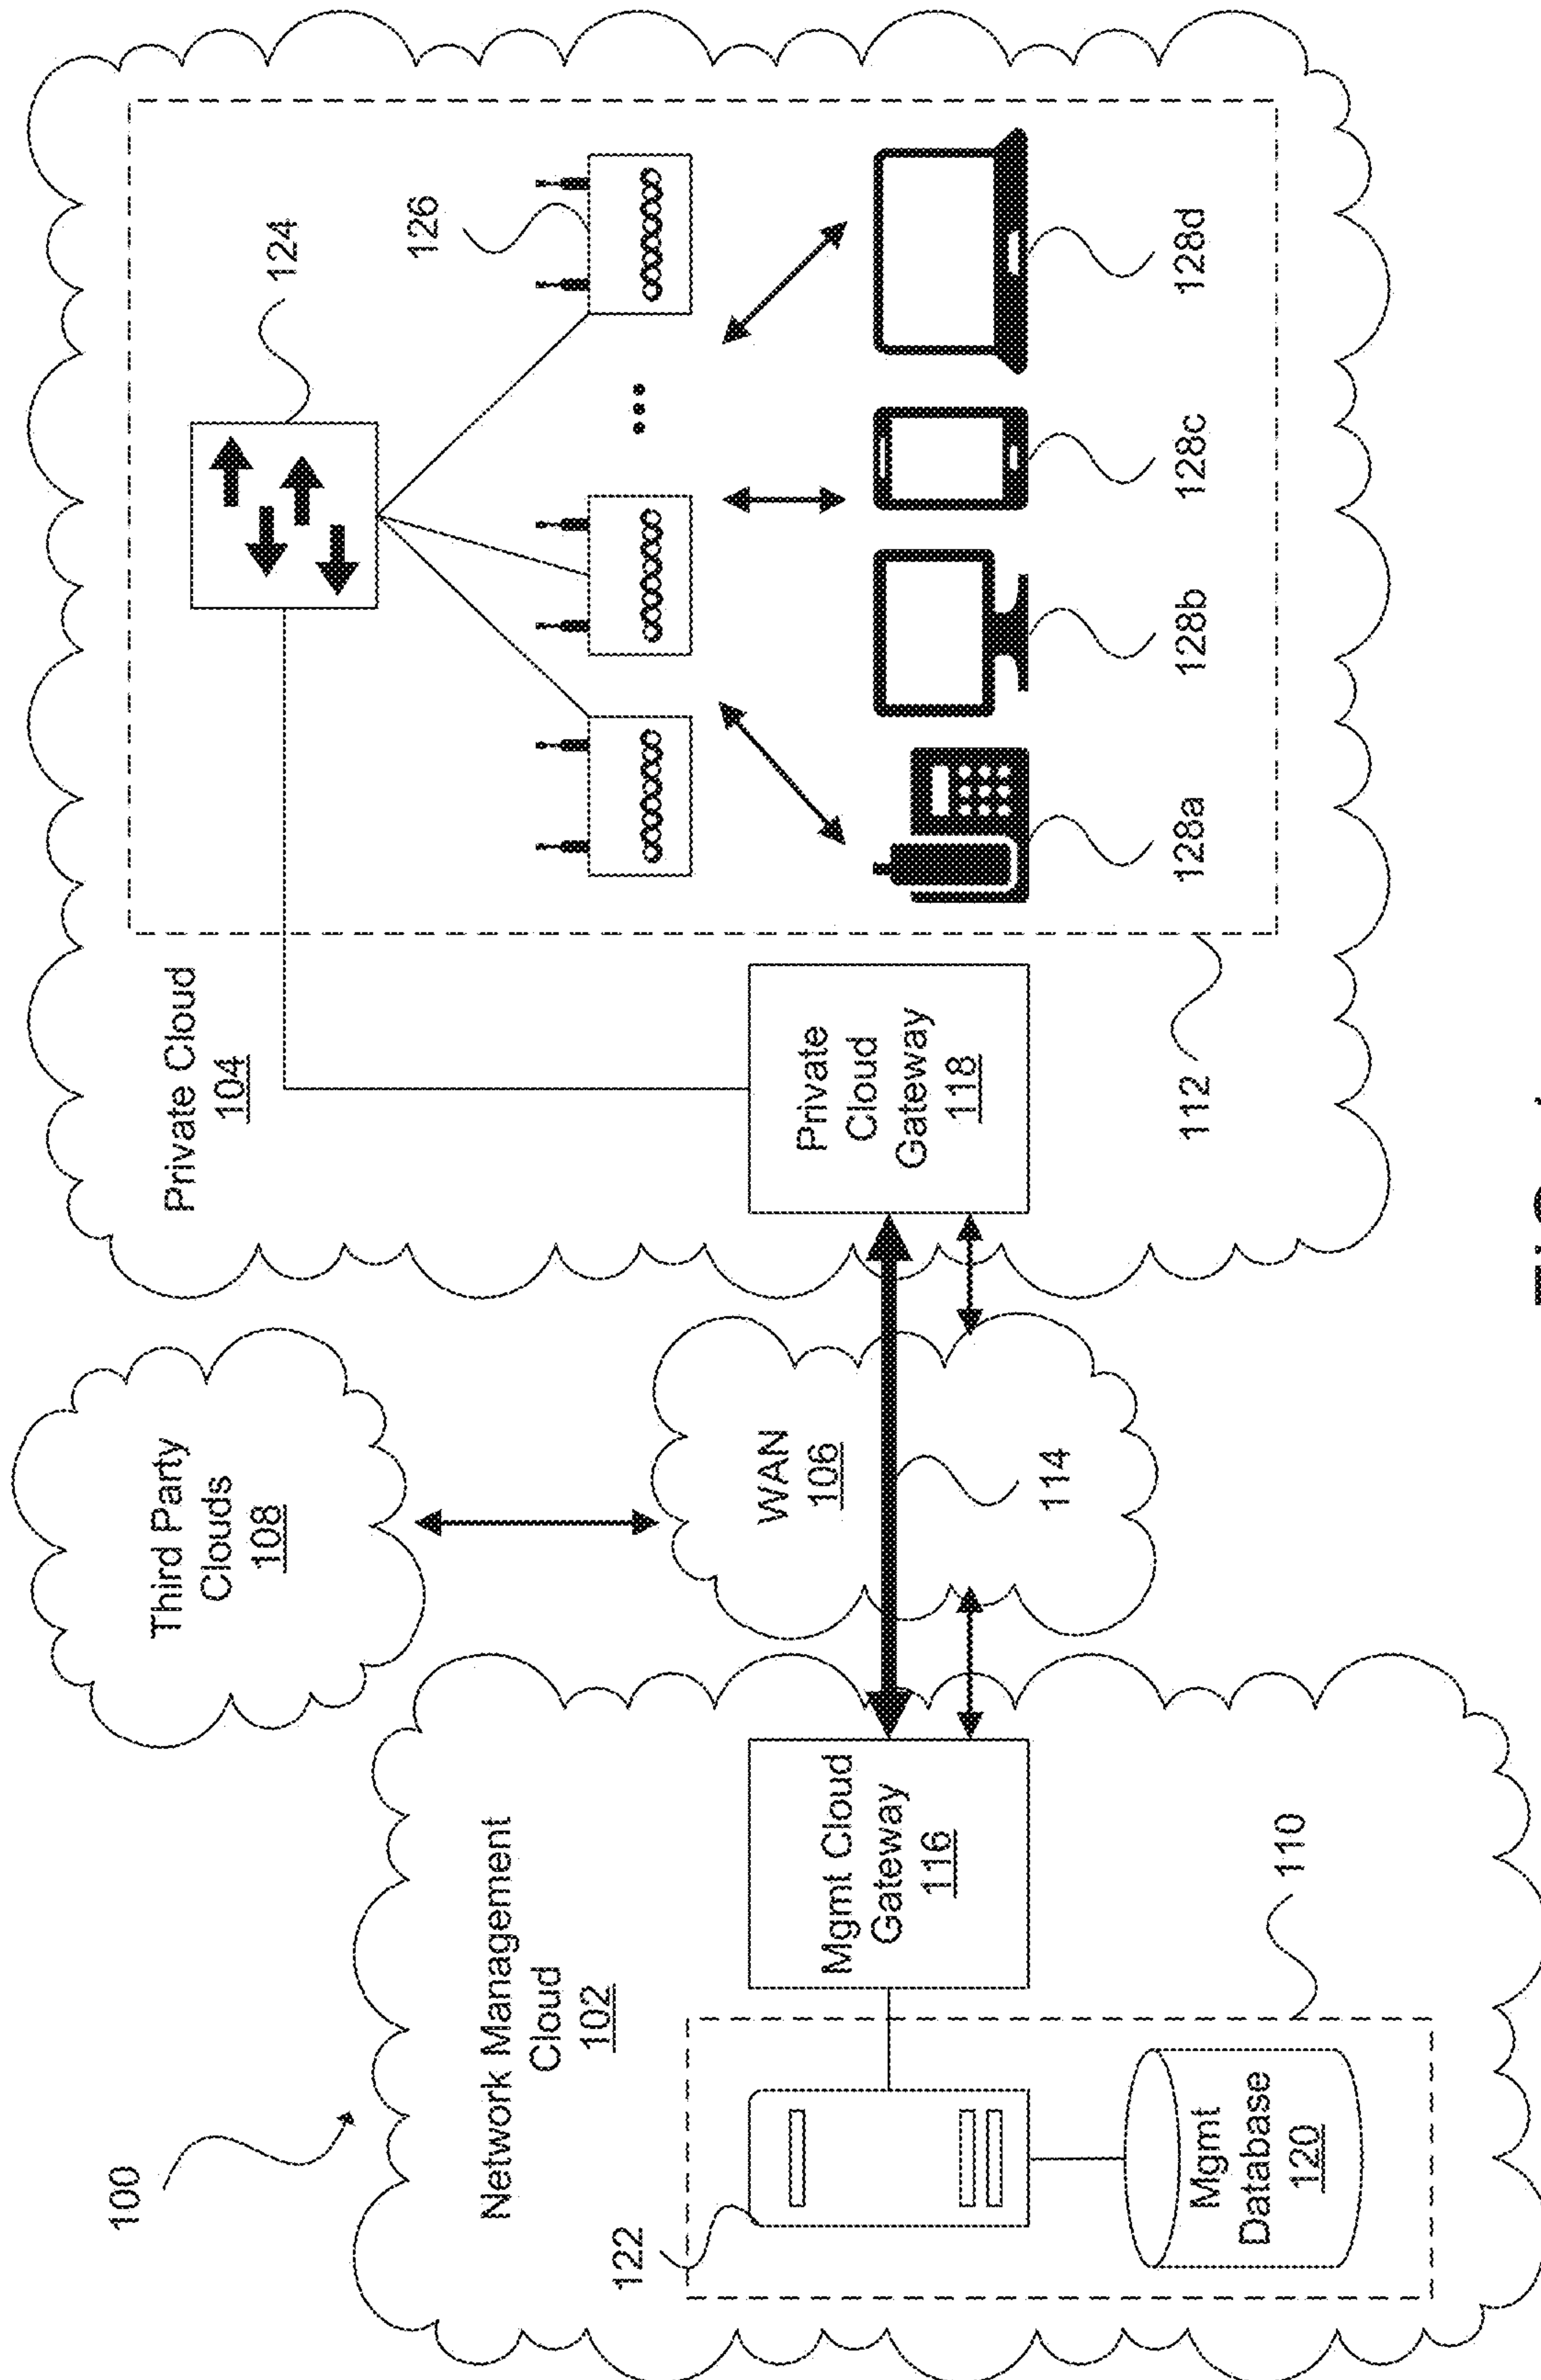 100
Network Management
Cloud
102
122
Mgmt
Database
120
110
Mgmt Cloud
Gateway
116
Third Party
Clouds
108
WAN
106
114
Private Cloud
104
Private
Cloud
Gateway
118
112
124
126
128a
128b
128c
128d